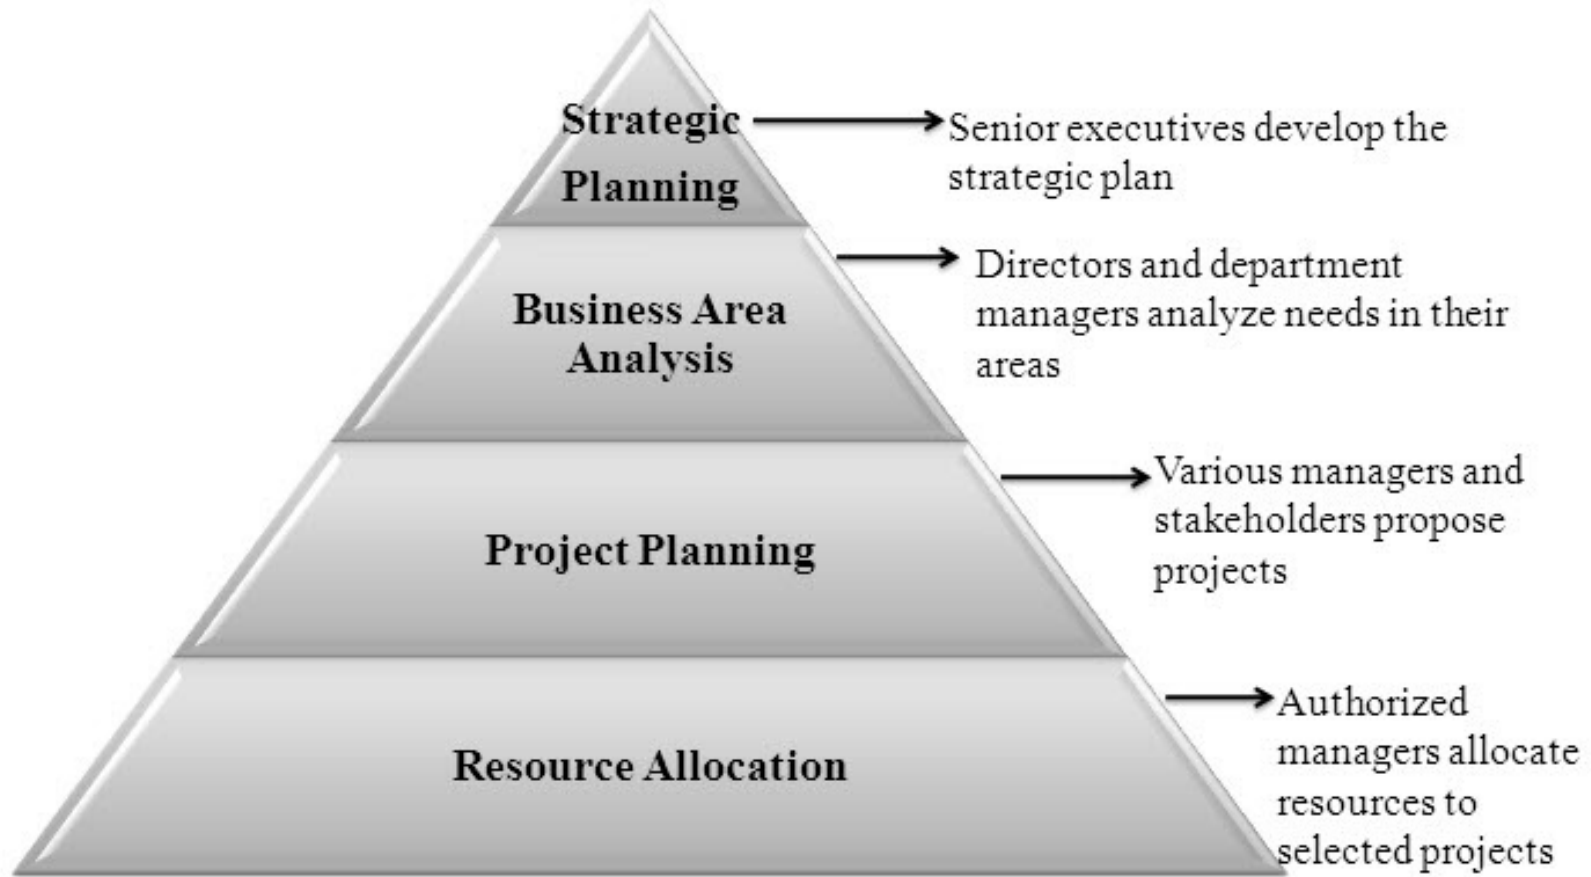 Strategic
Planning
Senior executives develop the
strategic plan
Business Area
Analysis
Directors and department
managers analyze needs in their
areas
Project Planning
Various managers and
stakeholders propose
projects
Resource Allocation
Authorized
managers allocate
resources to
selected projects